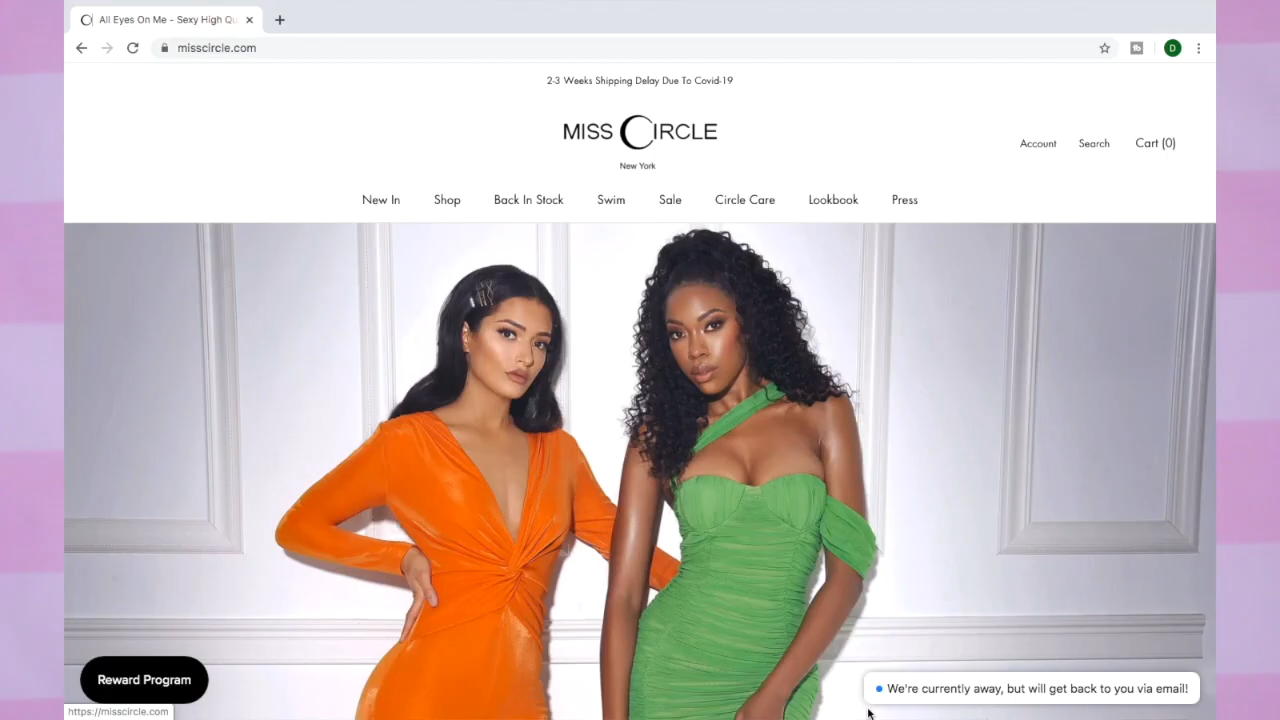 All Eyes On Me - Sexy High Qu
misscircle.com
D
2-3 Weeks Shipping Delay Due To Covid-19
MISS CIRCLE
New York
Account Search Cart (0)
New In Shop Back In Stock Swim Sale Circle Care Lookbook Press
Reward Program
We're currently away, but will get back to you via email!
https://misscircle.com